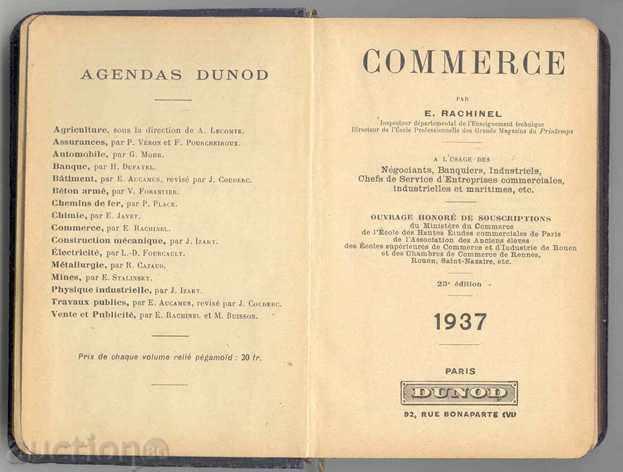 AGENDAS DUNOD
Agriculture, sous la direction de A. Lecomte.
Assurances, par P. Véron et F. Pourcheiroux.
Automobile, par G. Mohr.
Banque, par H. Dufayel.
Bâtiment, par E. Aucamus, revisé par J. Colberc.
Béton armé, par V. Forestier.
Chemins de fer, par P. Place.
Chimie, par E. Javet.
Commerce, par E. Rachinel.
Construction mécanique, par J. Izart.
Électricité, par L.-D. Fourcault.
Métallurgie, par R. Cazaud.
Mines, par E. Stalinsky.
Physique industrielle, par J. Izart.
Travaux publics, par E. Aucamus, revisé par J. Colberc.
Vente et Publicité, par E. Rachinel et M. Buisson.
Prix de chaque volume relié pégamoïd : 20 fr.
COMMERCE
PAR
E. RACHINEL
Inspecteur départemental de l'Enseignement technique
Directeur de l'École Professionnelle des Grands Magasins du Printemps
A L'USAGE DES
Négociants, Banquiers, Industriels,
Chefs de Service d'Entreprises commerciales,
industrielles et maritimes, etc.
OUVRAGE HONORÉ DE SOUSCRIPTIONS
du Ministère du Commerce
de l'École des Hautes Études commerciales de Paris
de l'Association des Anciens élèves
des Écoles supérieures de Commerce et d'Industrie de Rouen
et des Chambres de Commerce de Rennes,
Rouen, Saint-Nazaire, etc.
25e édition
1937
PARIS
DUNOD
92, RUE BONAPARTE (VI)
auction.bg